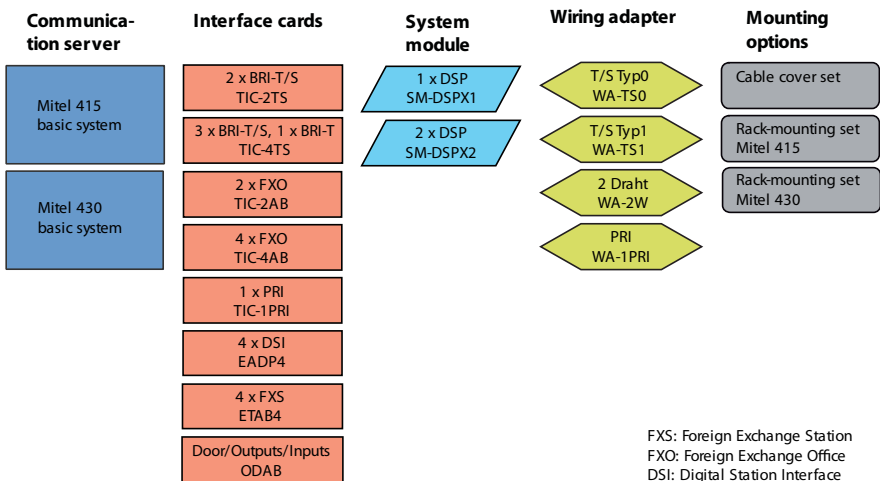 Communica-
tion server
Interface cards
System
module
Wiring adapter
Mounting
options
Mitel 415
basic system
Mitel 430
basic system
2 x BRI-T/S
TIC-2TS
3 x BRI-T/S, 1 x BRI-T
TIC-4TS
2 x FXO
TIC-2AB
4 x FXO
TIC-4AB
1 x PRI
TIC-1PRI
4 x DSI
EADP4
4 x FXS
ETAB4
Door/Outputs/Inputs
ODAB
1 x DSP
SM-DSPX1
2 x DSP
SM-DSPX2
T/S Typ0
WA-TS0
T/S Typ1
WA-TS1
2 Draht
WA-2W
PRI
WA-1PRI
Cable cover set
Rack-mounting set
Mitel 415
Rack-mounting set
Mitel 430
FXS: Foreign Exchange Station
FXO: Foreign Exchange Office
DSI: Digital Station Interface